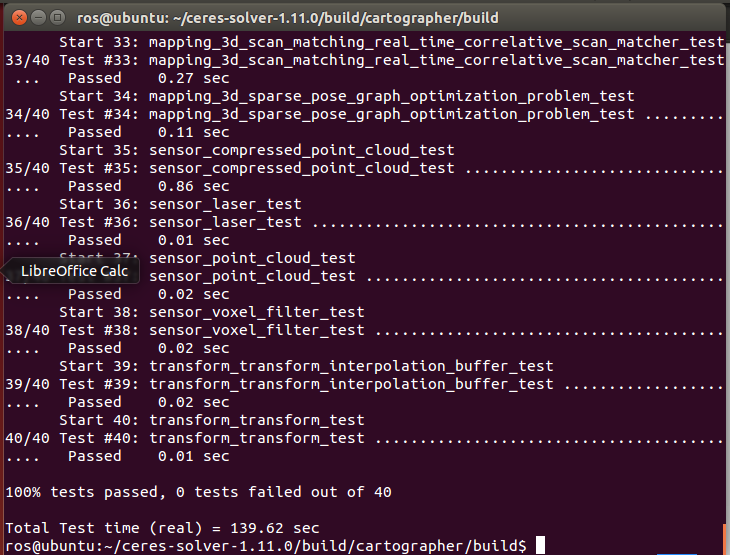 ros@ubuntu: ~/ceres-solver-1.11.0/build/cartographer/build
Start 33: mapping_3d_scan_matching_real_time_correlative_scan_matcher_test
33/40 Test #33: mapping_3d_scan_matching_real_time_correlative_scan_matcher_test
... Passed 0.27 sec
Start 34: mapping_3d_sparse_pose_graph_optimization_problem_test
34/40 Test #34: mapping_3d_sparse_pose_graph_optimization_problem_test .........
.... Passed 0.11 sec
Start 35: sensor_compressed_point_cloud_test
35/40 Test #35: sensor_compressed_point_cloud_test .............................
.... Passed 0.86 sec
Start 36: sensor_laser_test
36/40 Test #36: sensor_laser_test ..............................................
.... Passed 0.01 sec
Start 37: sensor_point_cloud_test
LibreOffice Calc
sensor_point_cloud_test ........................................
.... Passed 0.02 sec
Start 38: sensor_voxel_filter_test
38/40 Test #38: sensor_voxel_filter_test .......................................
.... Passed 0.02 sec
Start 39: transform_transform_interpolation_buffer_test
39/40 Test #39: transform_transform_interpolation_buffer_test ..................
.... Passed 0.02 sec
Start 40: transform_transform_test
40/40 Test #40: transform_transform_test .......................................
.... Passed 0.01 sec
100% tests passed, 0 tests failed out of 40
Total Test time (real) = 139.62 sec
ros@ubuntu:~/ceres-solver-1.11.0/build/cartographer/build$